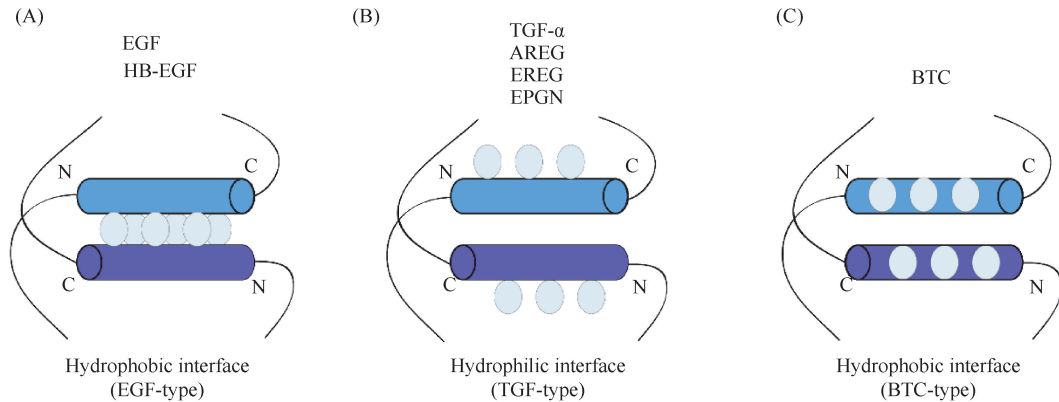 (A)
EGF
HB-EGF
N
C
C
N
Hydrophobic interface
(EGF-type)
(B)
TGF-α
AREG
EREG
EPGN
N
C
C
N
Hydrophilic interface
(TGF-type)
(C)
BTC
N
C
C
N
Hydrophobic interface
(BTC-type)